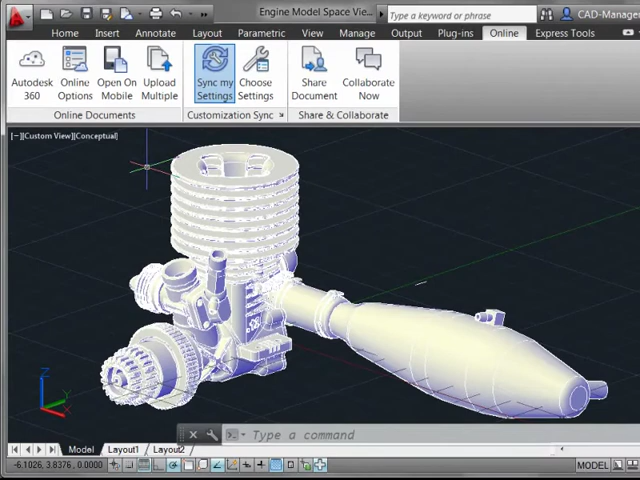 Engine Model Space Vie...
Type a keyword or phrase
CAD-Manager
Home Insert Annotate Layout Parametric View Manage Output Plug-ins Online Express Tools
Autodesk 360
Online Options
Open On Mobile
Upload Multiple
Sync my Settings
Choose Settings
Share Document
Collaborate Now
Online Documents
Customization Sync
Share & Collaborate
[−][Custom View][Conceptual]
Z
Y
X
Type a command
Model Layout1 Layout2
-6.1026, 3.8376, 0.0000
MODEL